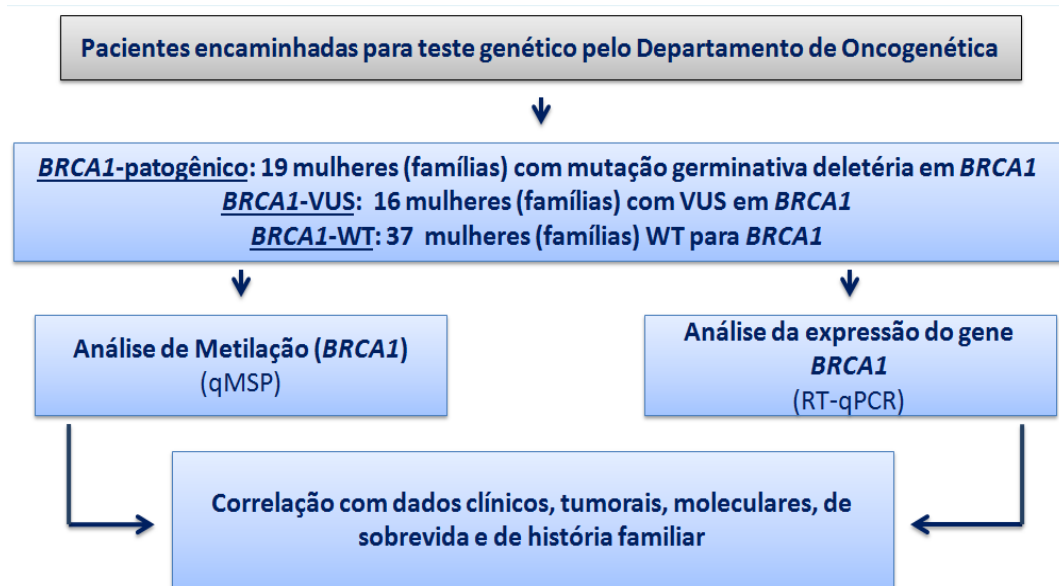 Pacientes encaminhadas para teste genético pelo Departamento de Oncogenética
BRCA1-patogênico: 19 mulheres (famílias) com mutação germinativa deletéria em BRCA1
BRCA1-VUS: 16 mulheres (famílias) com VUS em BRCA1
BRCA1-WT: 37 mulheres (famílias) WT para BRCA1
Análise de Metilação (BRCA1)
(qMSP)
Análise da expressão do gene
BRCA1
(RT-qPCR)
Correlação com dados clínicos, tumorais, moleculares, de
sobrevida e de história familiar